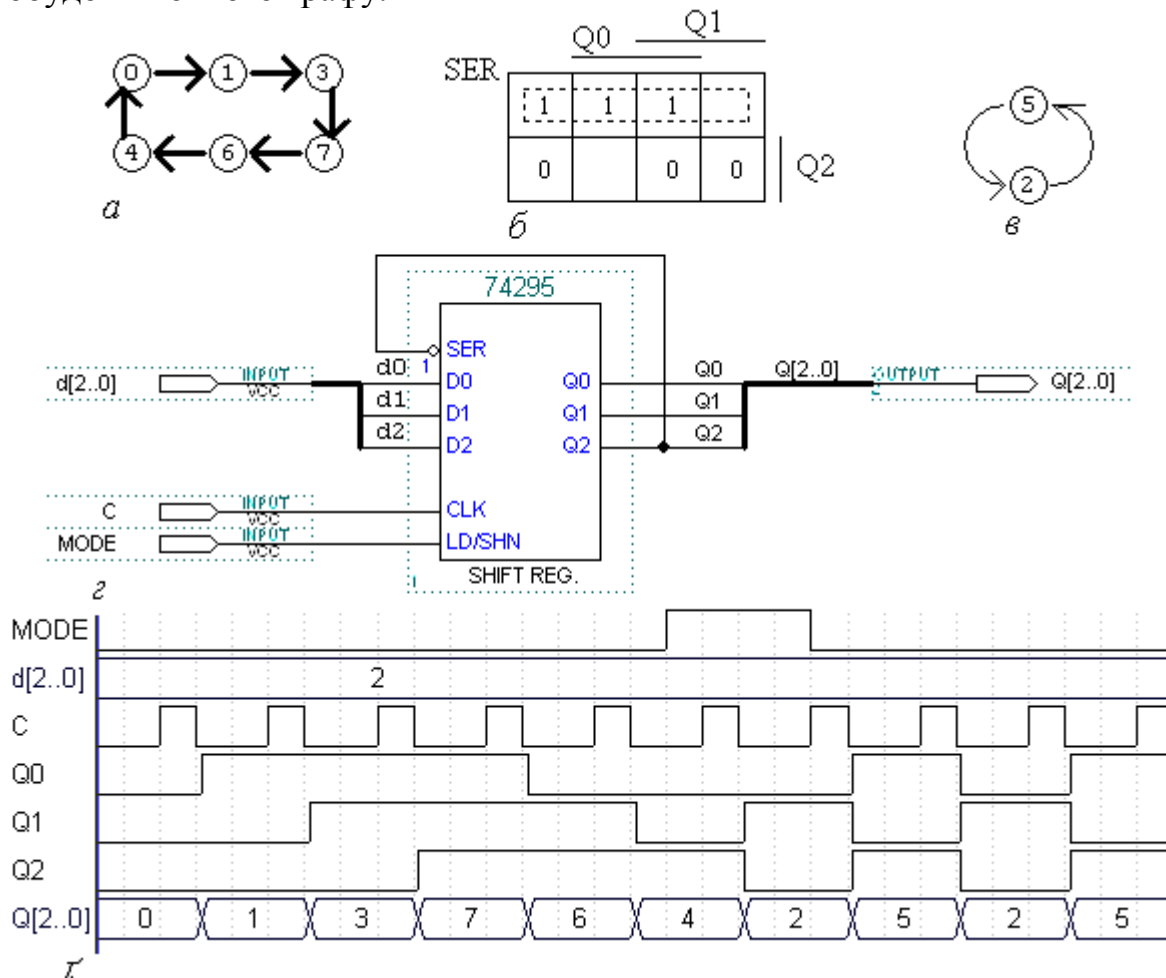 0 1 3
4 6 7
а
SER Q0 Q1
1 1 1
0 0 0 Q2
б
5
2
в
74295
SER
1
d[2..0] INPUT VCC d0 D0 Q0 Q0 Q[2..0] OUTPUT Q[2..0]
d1 D1 Q1 Q1
d2 D2 Q2 Q2
C INPUT VCC CLK
MODE INPUT VCC LD/SHN
1 SHIFT REG.
г
MODE
d[2..0] 2
C
Q0
Q1
Q2
Q[2..0] 0 1 3 7 6 4 2 5 2 5